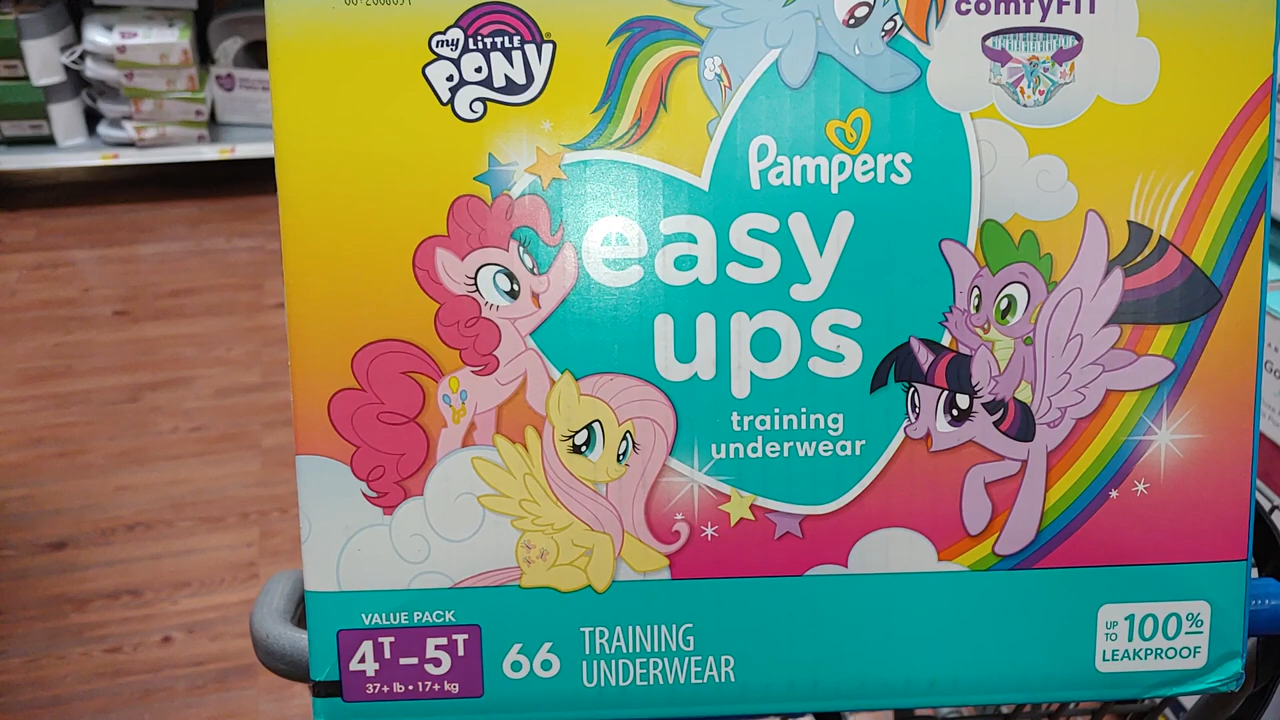 my LITTLE
PONY®
comfyFIT
Pampers
easy
ups
training
underwear
VALUE PACK
4T-5T
37+ lb • 17+ kg
66
TRAINING
UNDERWEAR
UP TO 100%
LEAKPROOF